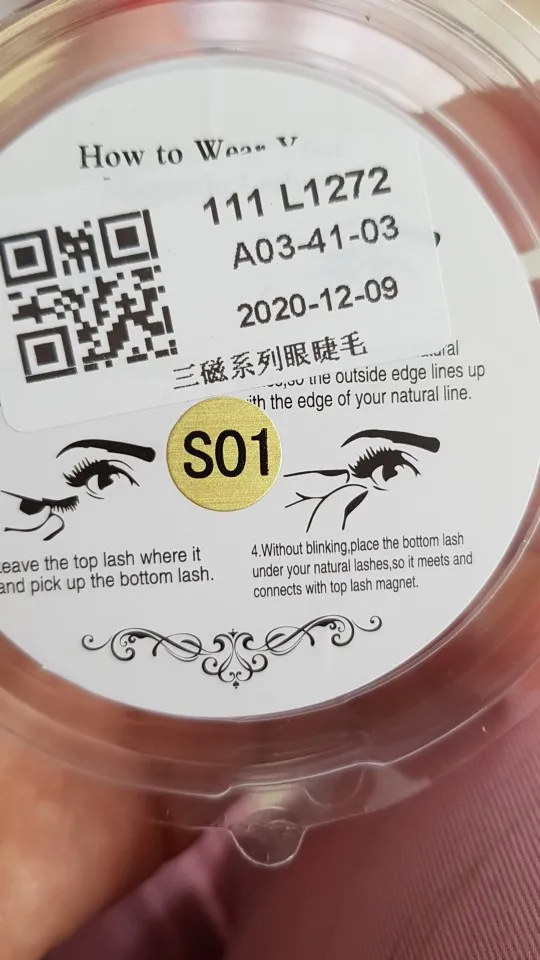 How to Wear
111 L1272
A03-41-03
2020-12-09
三磁系列眼睫毛
the outside edge lines up
the edge of your natural line.
S01
eave the top lash where it
and pick up the bottom lash.
4.Without blinking,place the bottom lash
under your natural lashes,so it meets and
connects with top lash magnet.